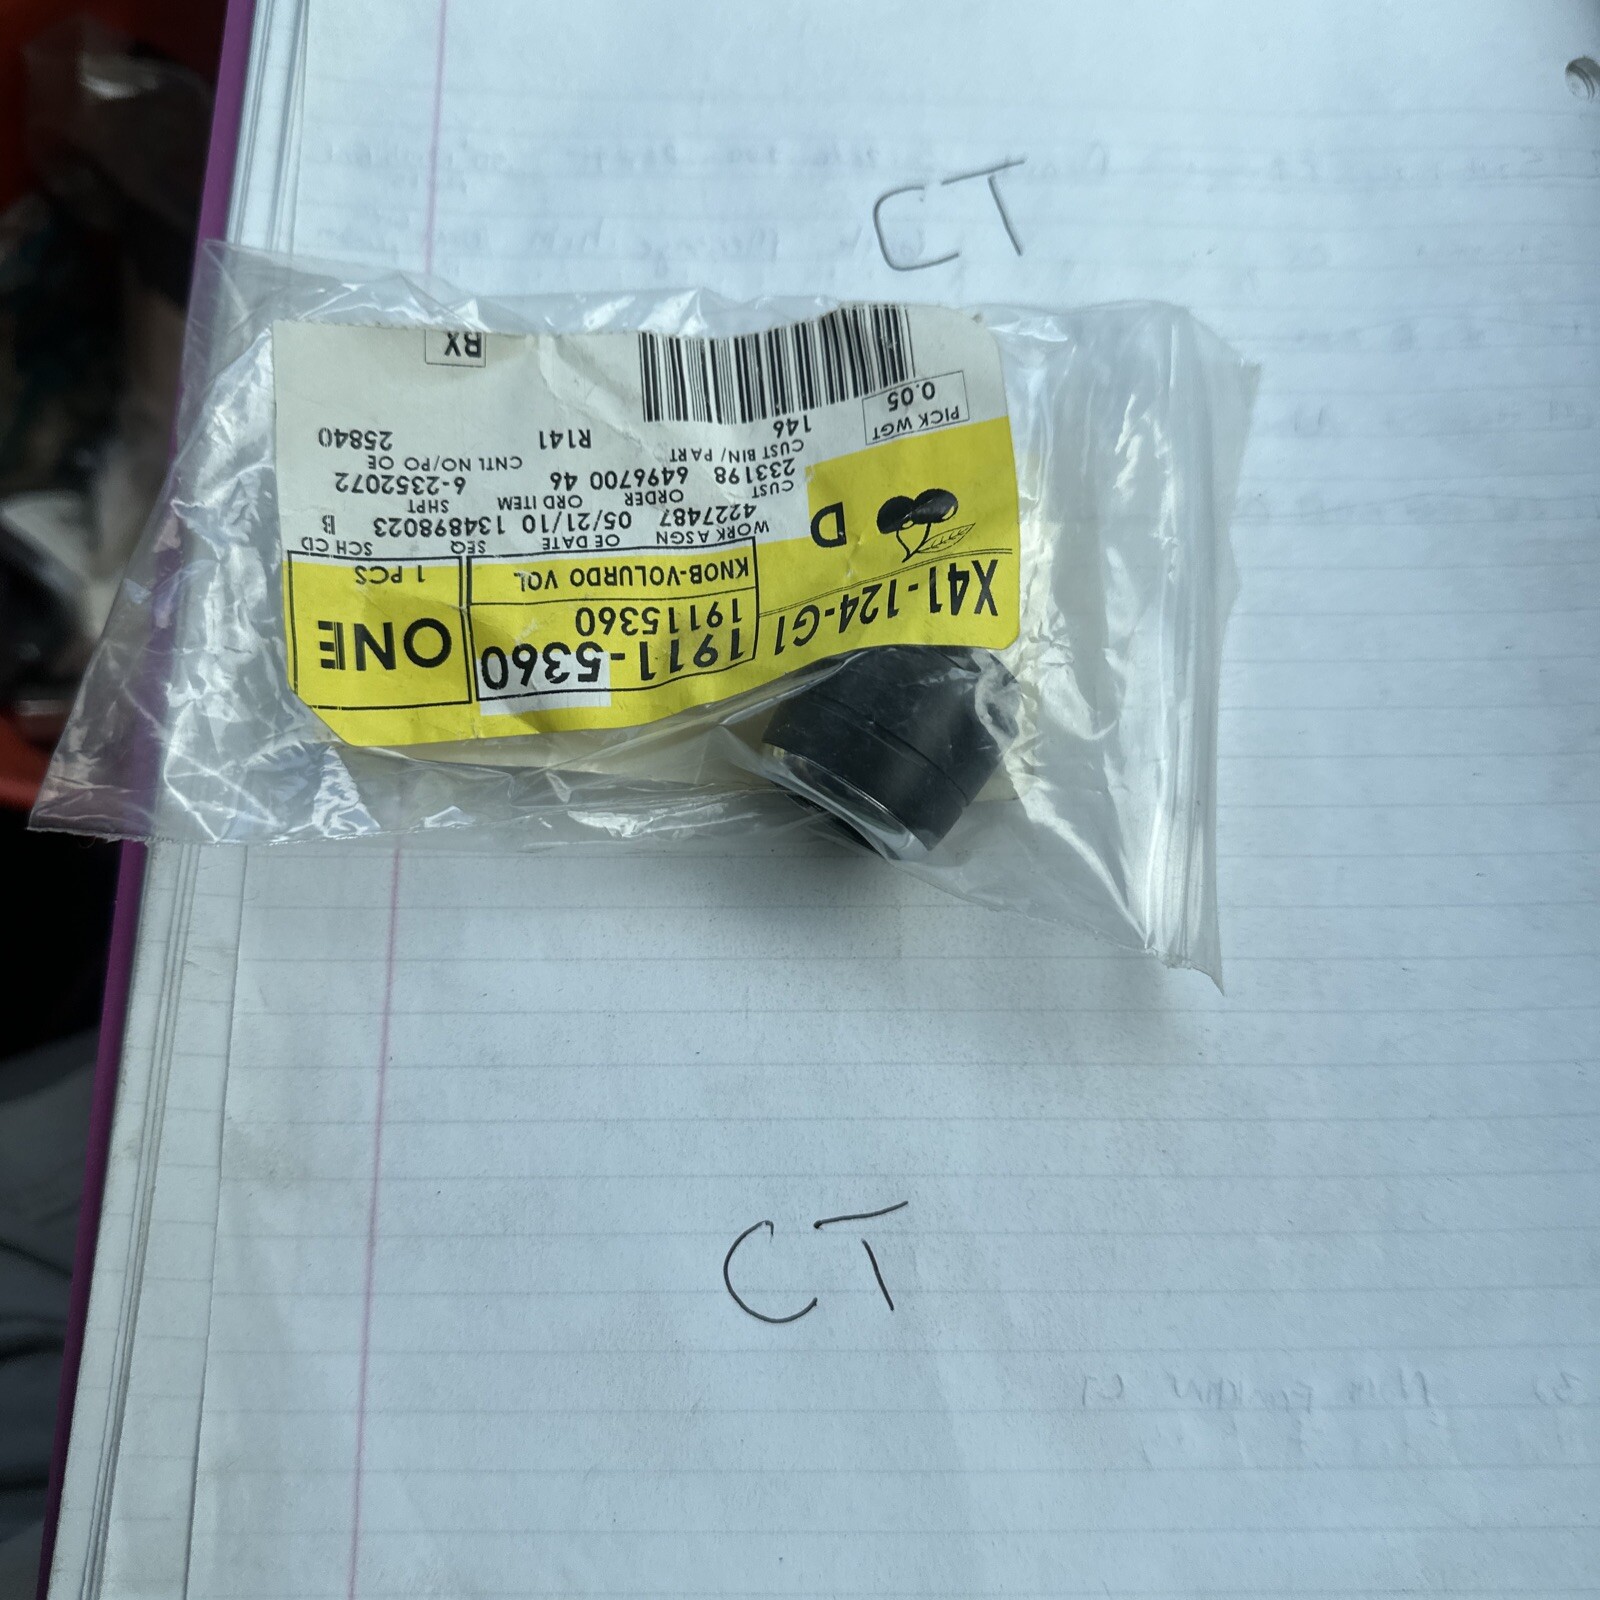 CT
X41-124-G1
1911-5360
19115360
KNOB-VOLURDO VOL
ONE
1 PCS
D
WORK ASGN OE DATE SEQ SCH CD
4227487 05/21/10 134898023 B
CUST ORDER ORD ITEM SHPT
233198 6496700 46 6-2352072
CUST BIN/ PART CNTL NO/PO OE
146 R141 25840
PICK WGT
0.05
BX
CT